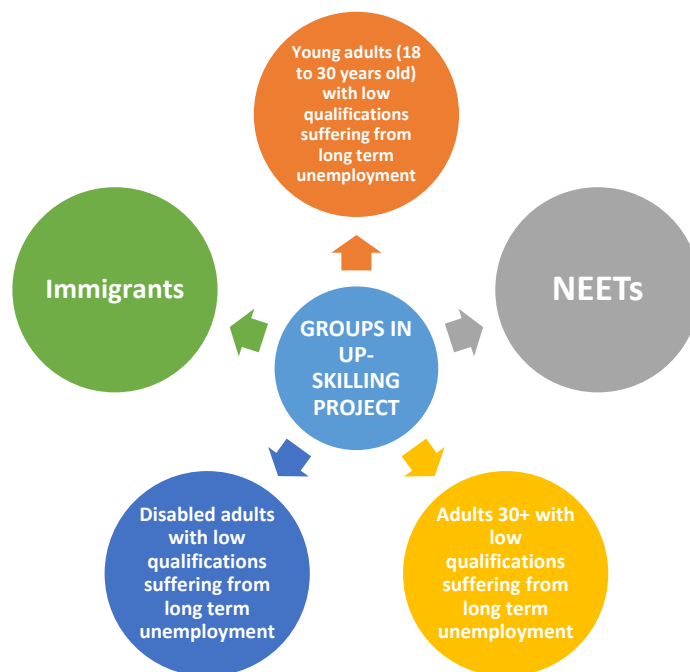 Young adults (18
to 30 years old)
with low
qualifications
suffering from
long term
unemployment
Immigrants
NEETs
GROUPS IN
UP-
SKILLING
PROJECT
Disabled adults
with low
qualifications
suffering from
long term
unemployment
Adults 30+ with
low
qualifications
suffering from
long term
unemployment